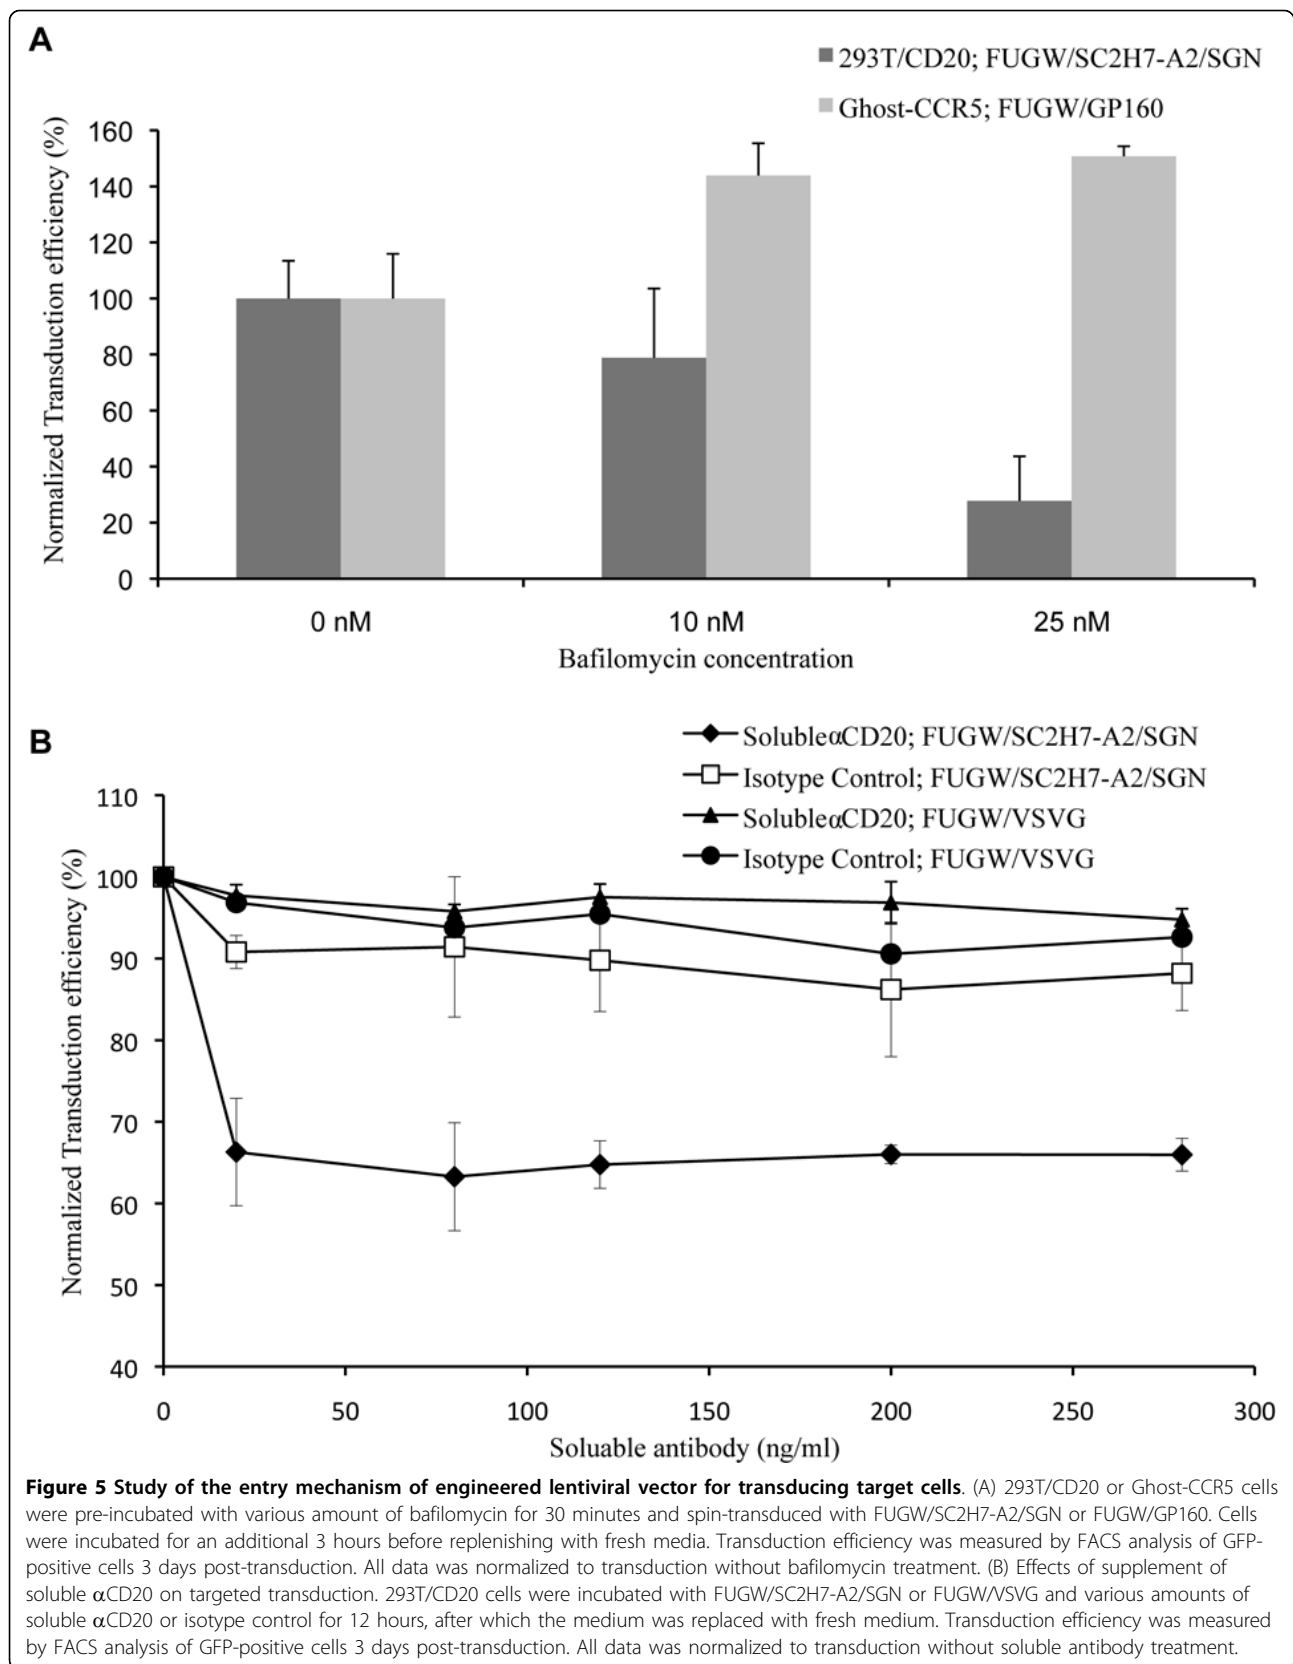 A
293T/CD20; FUGW/SC2H7-A2/SGN
Ghost-CCR5; FUGW/GP160
Normalized Transduction efficiency (%)
160
140
120
100
80
60
40
20
0
0 nM
10 nM
25 nM
Bafilomycin concentration
B
SolubleαCD20; FUGW/SC2H7-A2/SGN
Isotype Control; FUGW/SC2H7-A2/SGN
SolubleαCD20; FUGW/VSVG
Isotype Control; FUGW/VSVG
Normalized Transduction efficiency (%)
110
100
90
80
70
60
50
40
0
50
100
150
200
250
300
Soluable antibody (ng/ml)
Figure 5 Study of the entry mechanism of engineered lentiviral vector for transducing target cells. (A) 293T/CD20 or Ghost-CCR5 cells
were pre-incubated with various amount of bafilomycin for 30 minutes and spin-transduced with FUGW/SC2H7-A2/SGN or FUGW/GP160. Cells
were incubated for an additional 3 hours before replenishing with fresh media. Transduction efficiency was measured by FACS analysis of GFP-
positive cells 3 days post-transduction. All data was normalized to transduction without bafilomycin treatment. (B) Effects of supplement of
soluble αCD20 on targeted transduction. 293T/CD20 cells were incubated with FUGW/SC2H7-A2/SGN or FUGW/VSVG and various amounts of
soluble αCD20 or isotype control for 12 hours, after which the medium was replaced with fresh medium. Transduction efficiency was measured
by FACS analysis of GFP-positive cells 3 days post-transduction. All data was normalized to transduction without soluble antibody treatment.